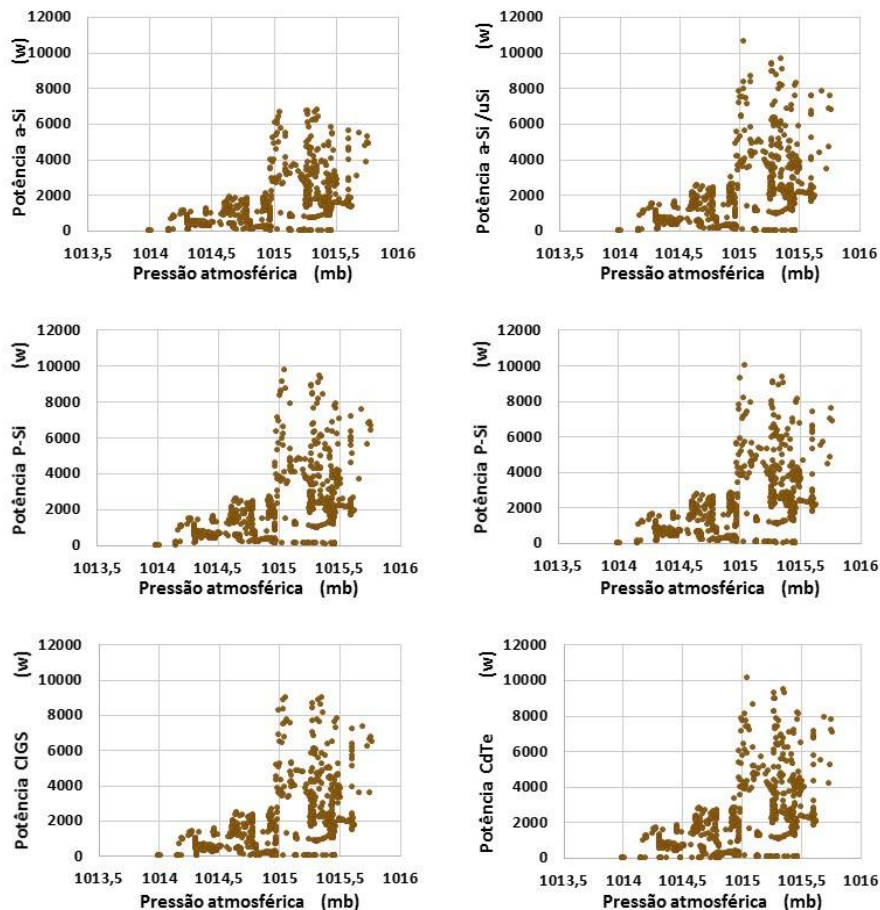 12000
10000
8000
6000
4000
2000
0
Potência a-Si (w)
1013,5 1014 1014,5 1015 1015,5 1016
Pressão atmosférica (mb)
12000
10000
8000
6000
4000
2000
0
Potência a-Si /uSi (w)
1013,5 1014 1014,5 1015 1015,5 1016
Pressão atmosférica (mb)
12000
10000
8000
6000
4000
2000
0
Potência P-Si (w)
1013,5 1014 1014,5 1015 1015,5 1016
Pressão atmosférica (mb)
12000
10000
8000
6000
4000
2000
0
Potência P-Si (w)
1013,5 1014 1014,5 1015 1015,5 1016
Pressão atmosférica (mb)
12000
10000
8000
6000
4000
2000
0
Potência CIGS (w)
1013,5 1014 1014,5 1015 1015,5 1016
Pressão atmosférica (mb)
12000
10000
8000
6000
4000
2000
0
Potência CdTe (w)
1013,5 1014 1014,5 1015 1015,5 1016
Pressão atmosférica (mb)